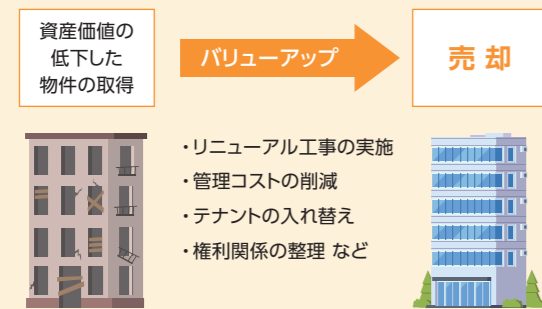 資産価値の
低下した
物件の取得
バリューアップ
売却
・リニューアル工事の実施
・管理コストの削減
・テナントの入れ替え
・権利関係の整理 など